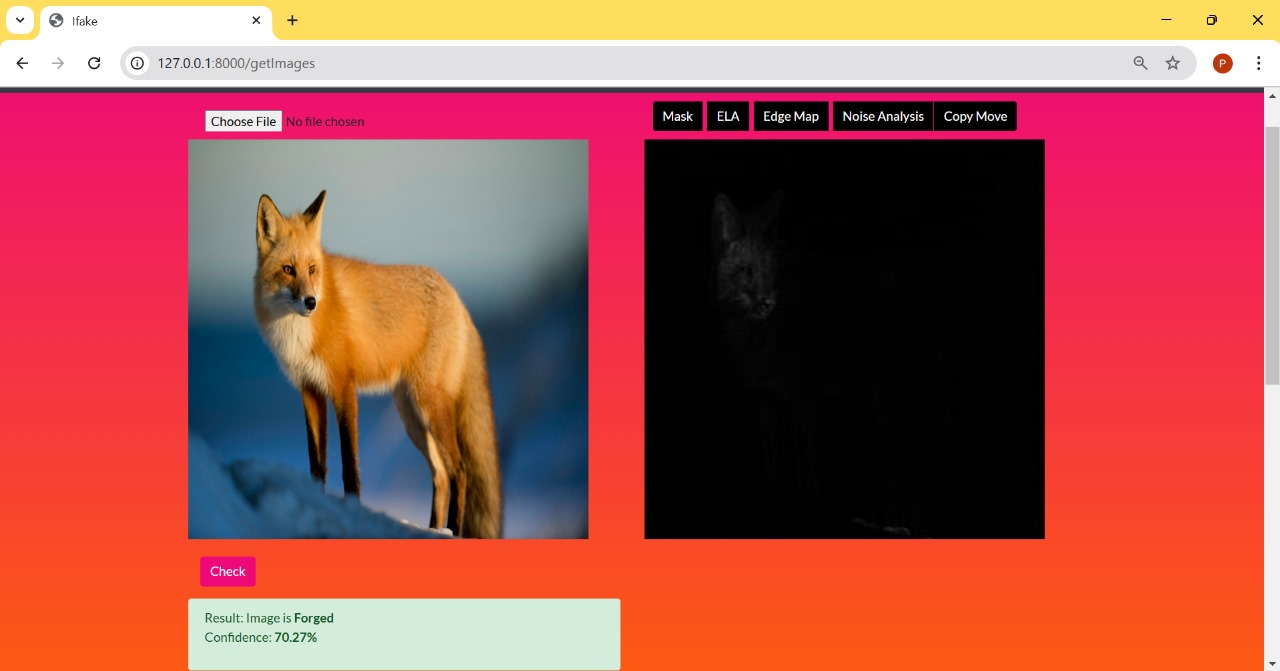 Ifake
127.0.0.1:8000/getImages
P
Choose File No file chosen
Mask ELA Edge Map Noise Analysis Copy Move
Check
Result: Image is Forged
Confidence: 70.27%